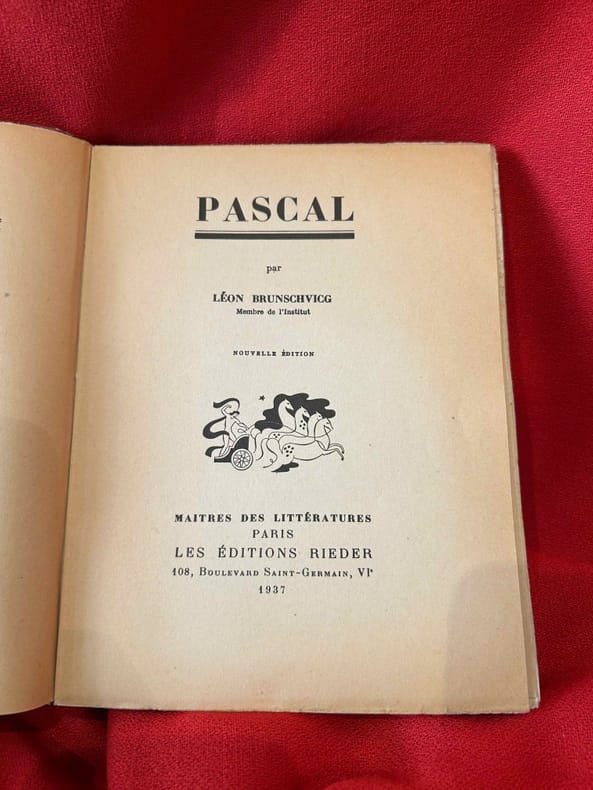 PASCAL
par
LÉON BRUNSCHVICG
Membre de l'Institut
NOUVELLE ÉDITION
MAITRES DES LITTÉRATURES
PARIS
LES ÉDITIONS RIEDER
108, BOULEVARD SAINT-GERMAIN, VIᵉ
1937